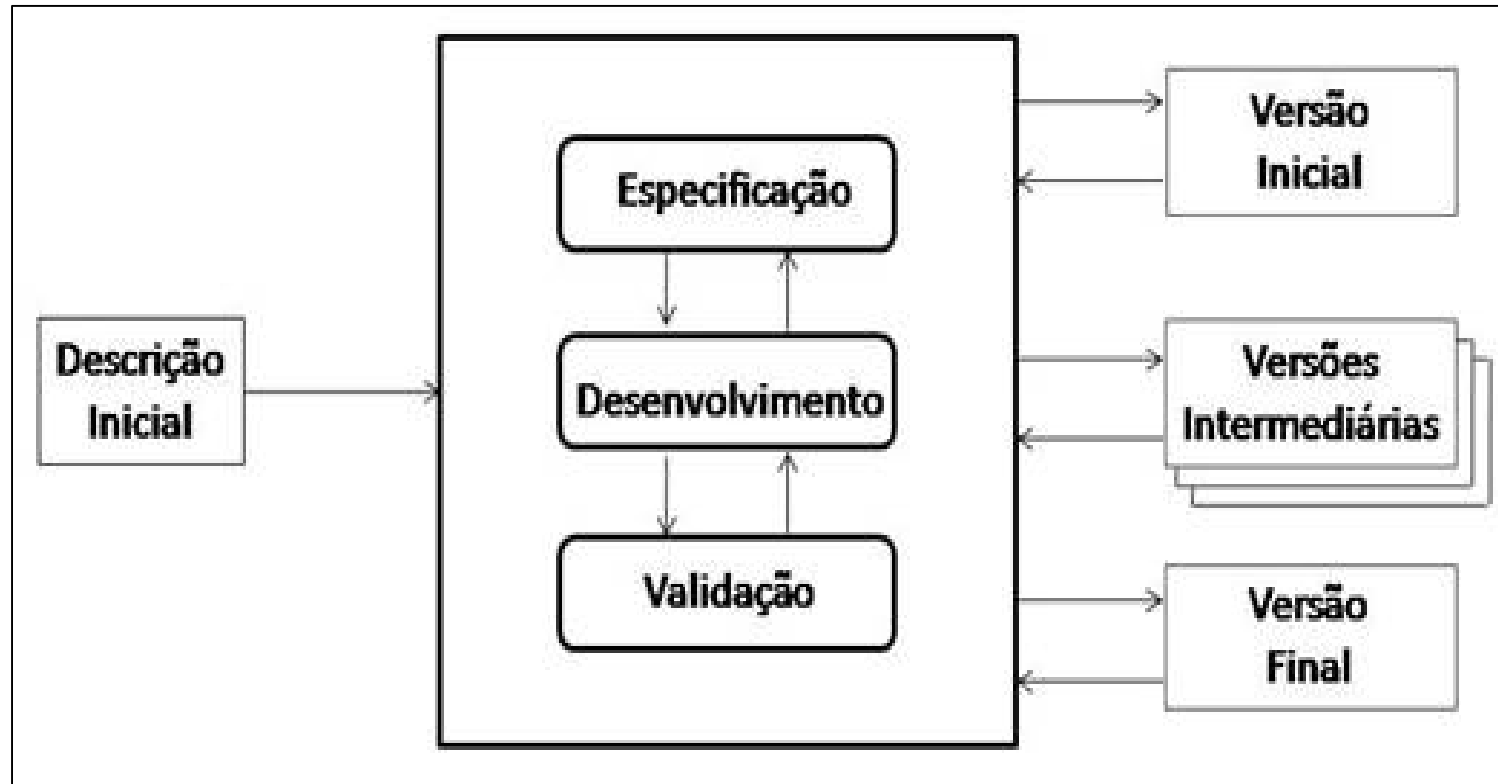 Descrição
Inicial
Especificação
Desenvolvimento
Validação
Versão
Inicial
Versões
Intermediárias
Versão
Final